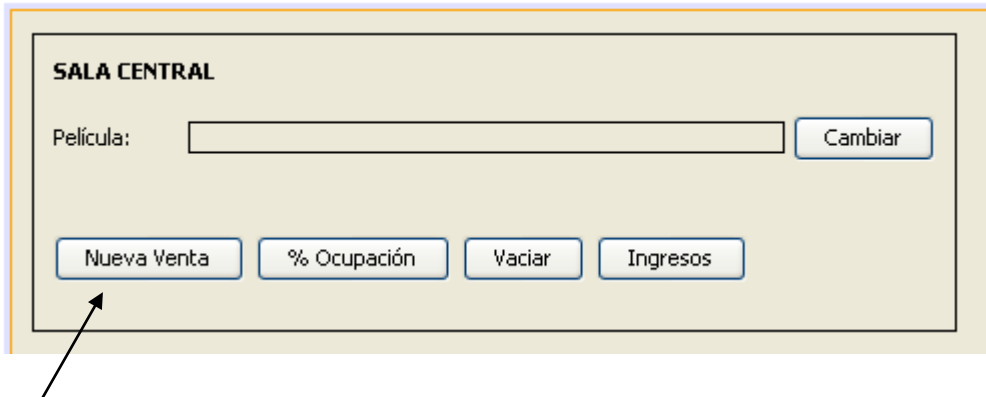 SALA CENTRAL
Película: Cambiar
Nueva Venta % Ocupación Vaciar Ingresos